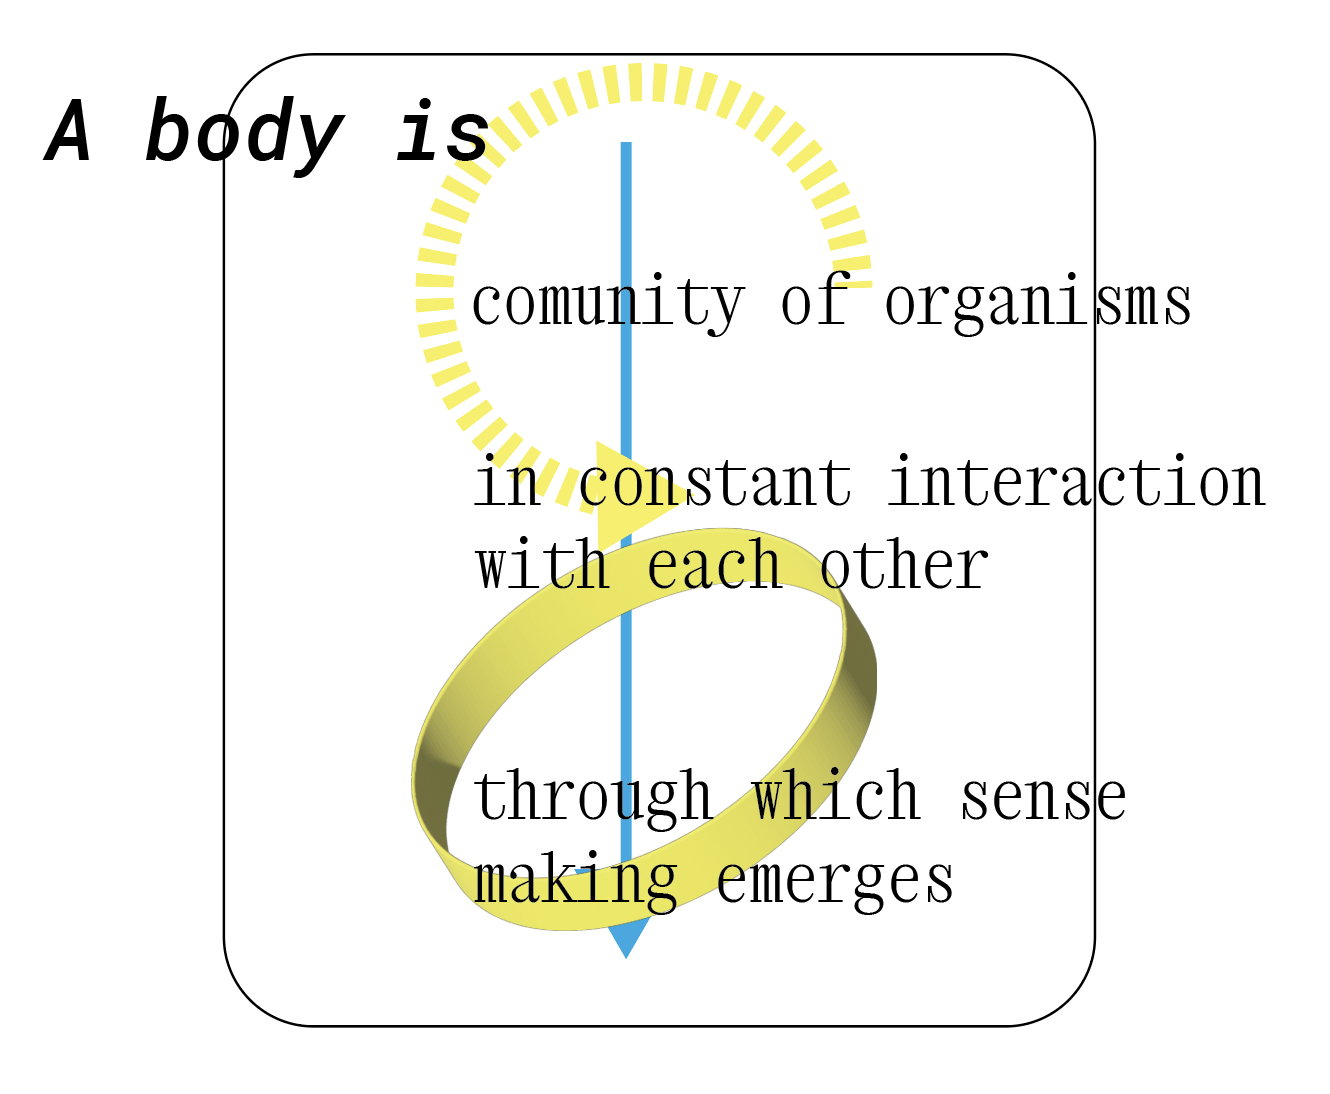 A body is
comunity of organisms
in constant interaction
with each other
through which sense
making emerges